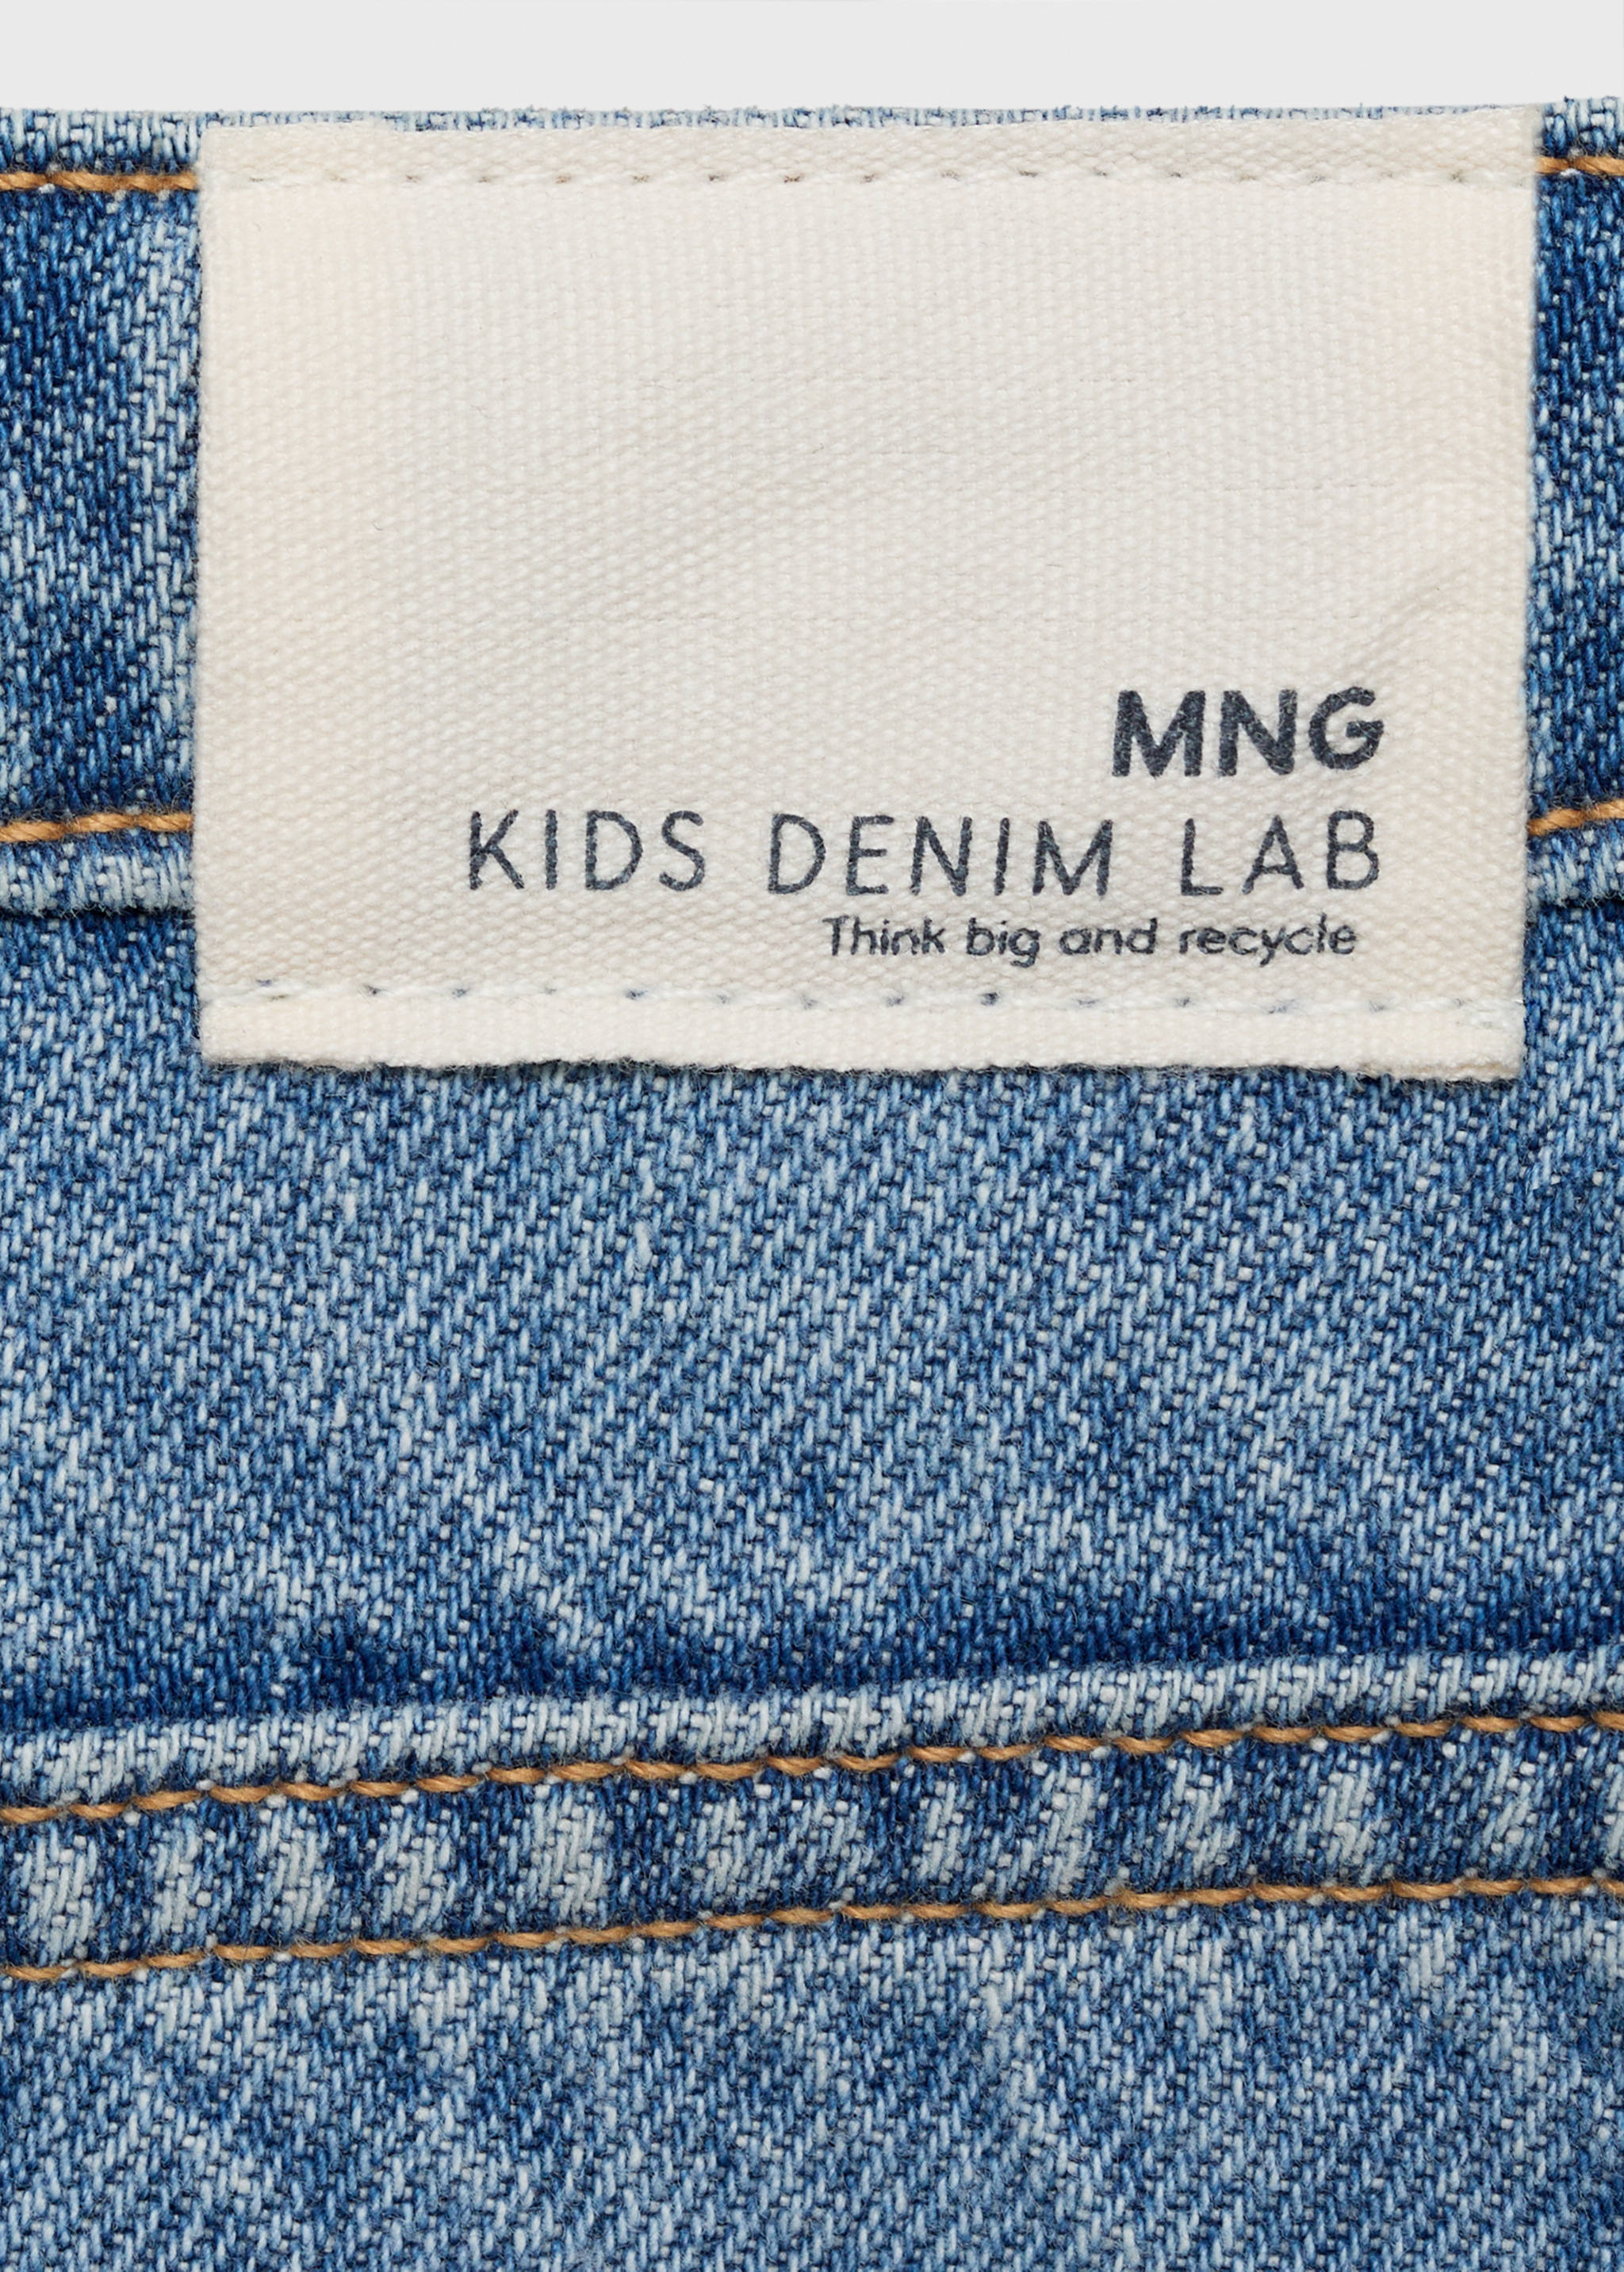 MNG
KIDS DENIM LAB
Think big and recycle